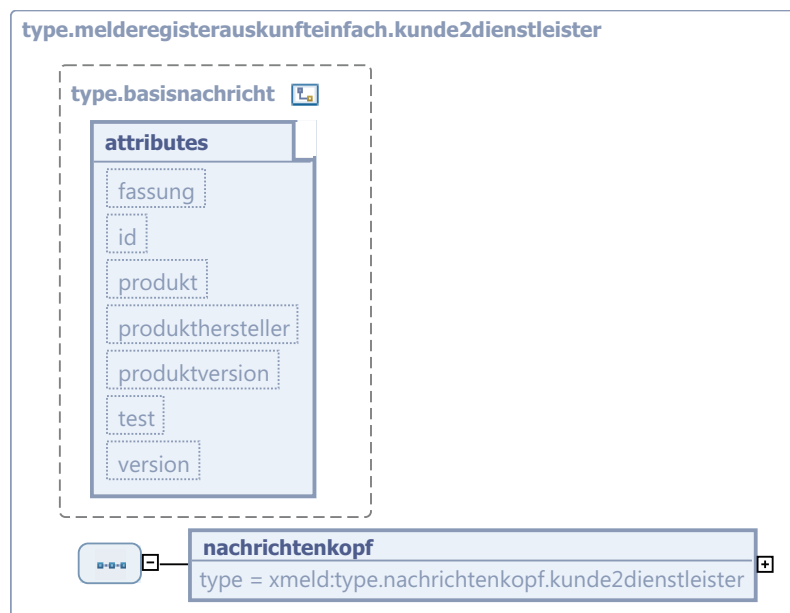 type.melderegisterauskunfteinfach.kunde2dienstleister
type.basisnachricht
attributes
fassung
id
produkt
produkthersteller
produktversion
test
version
nachrichtenkopf
type = xmeld:type.nachrichtenkopf.kunde2dienstleister